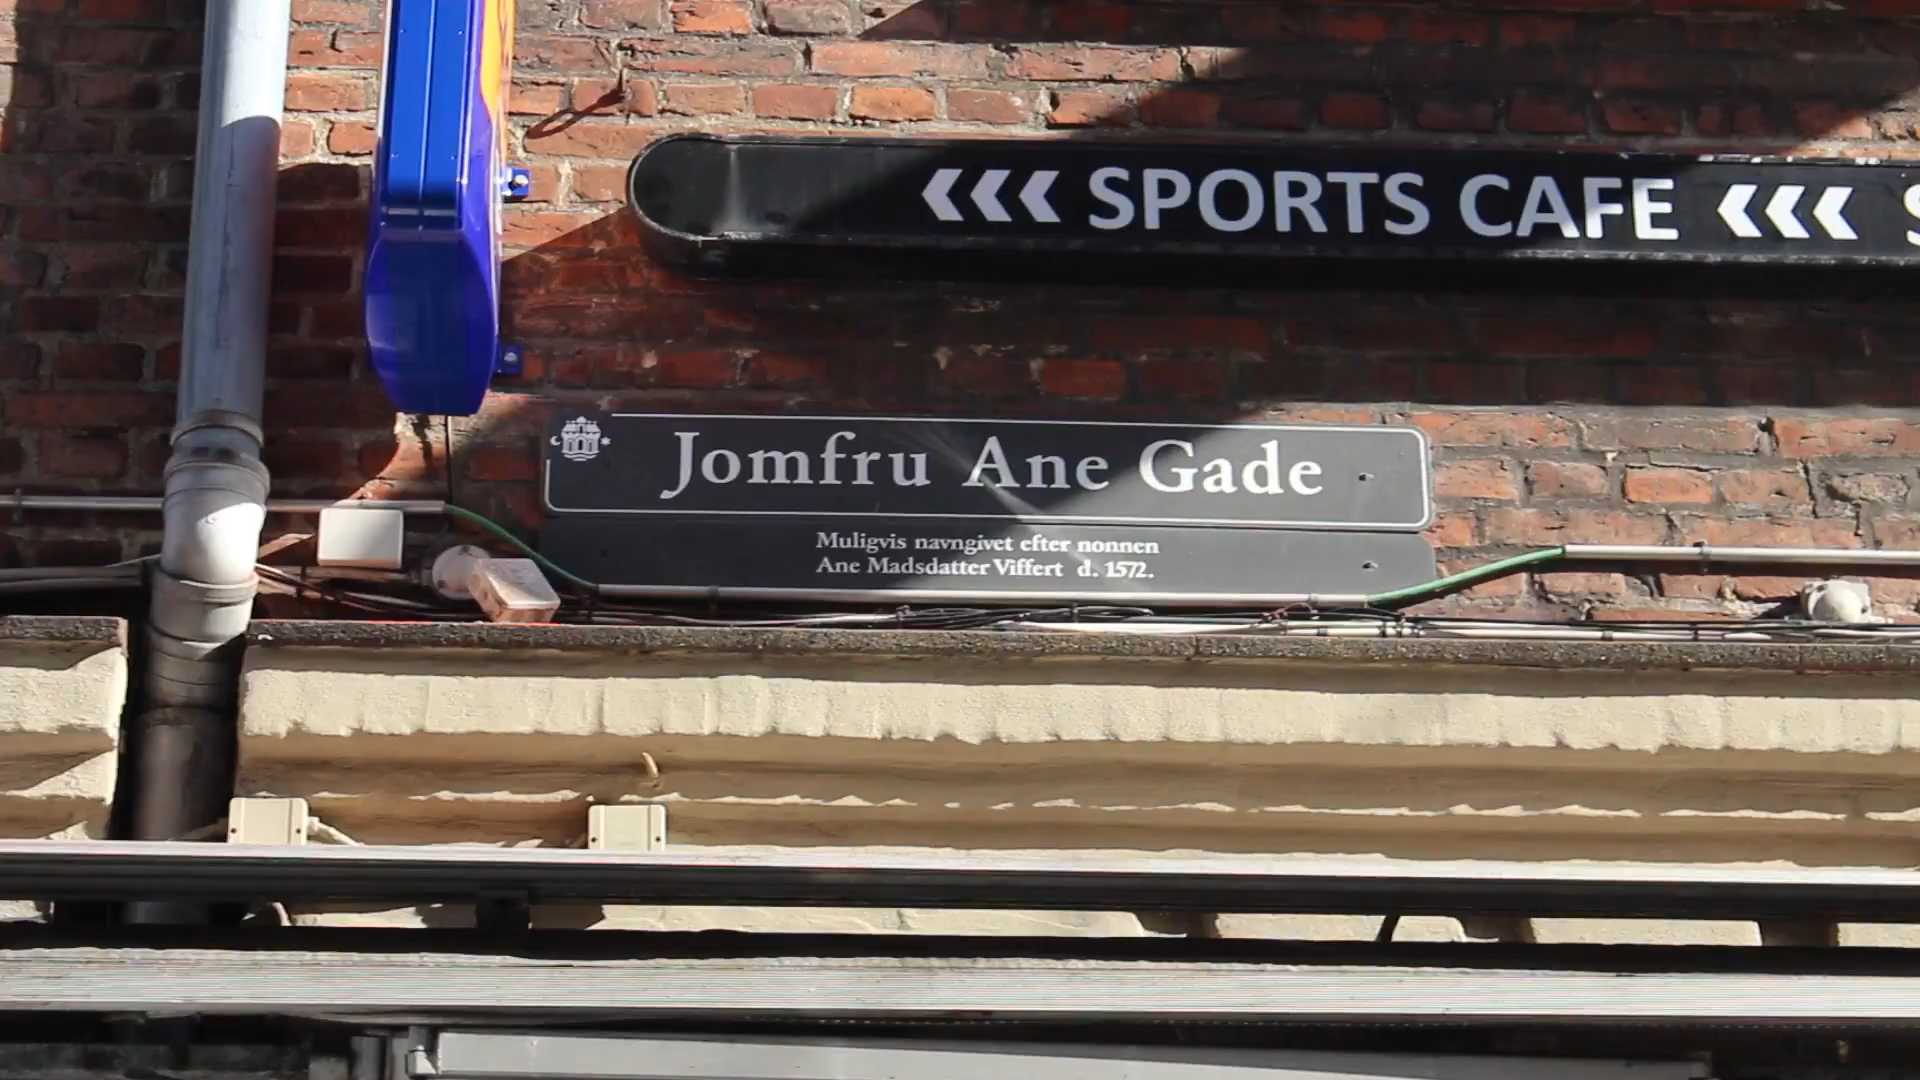 <<< SPORTS CAFE <<< S
Jomfru Ane Gade
Muligvis navngivet efter nonnen
Ane Madsdatter Viffert d. 1572.